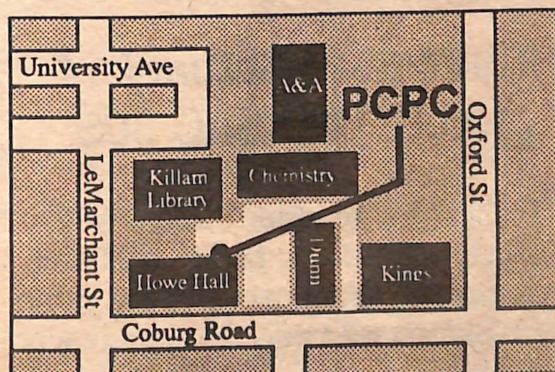 University Ave
A&A
PCPC
Oxford St
LeMarchant St
Killam
Library
Chemistry
Howe Hall
Dunn
Kings
Coburg Road